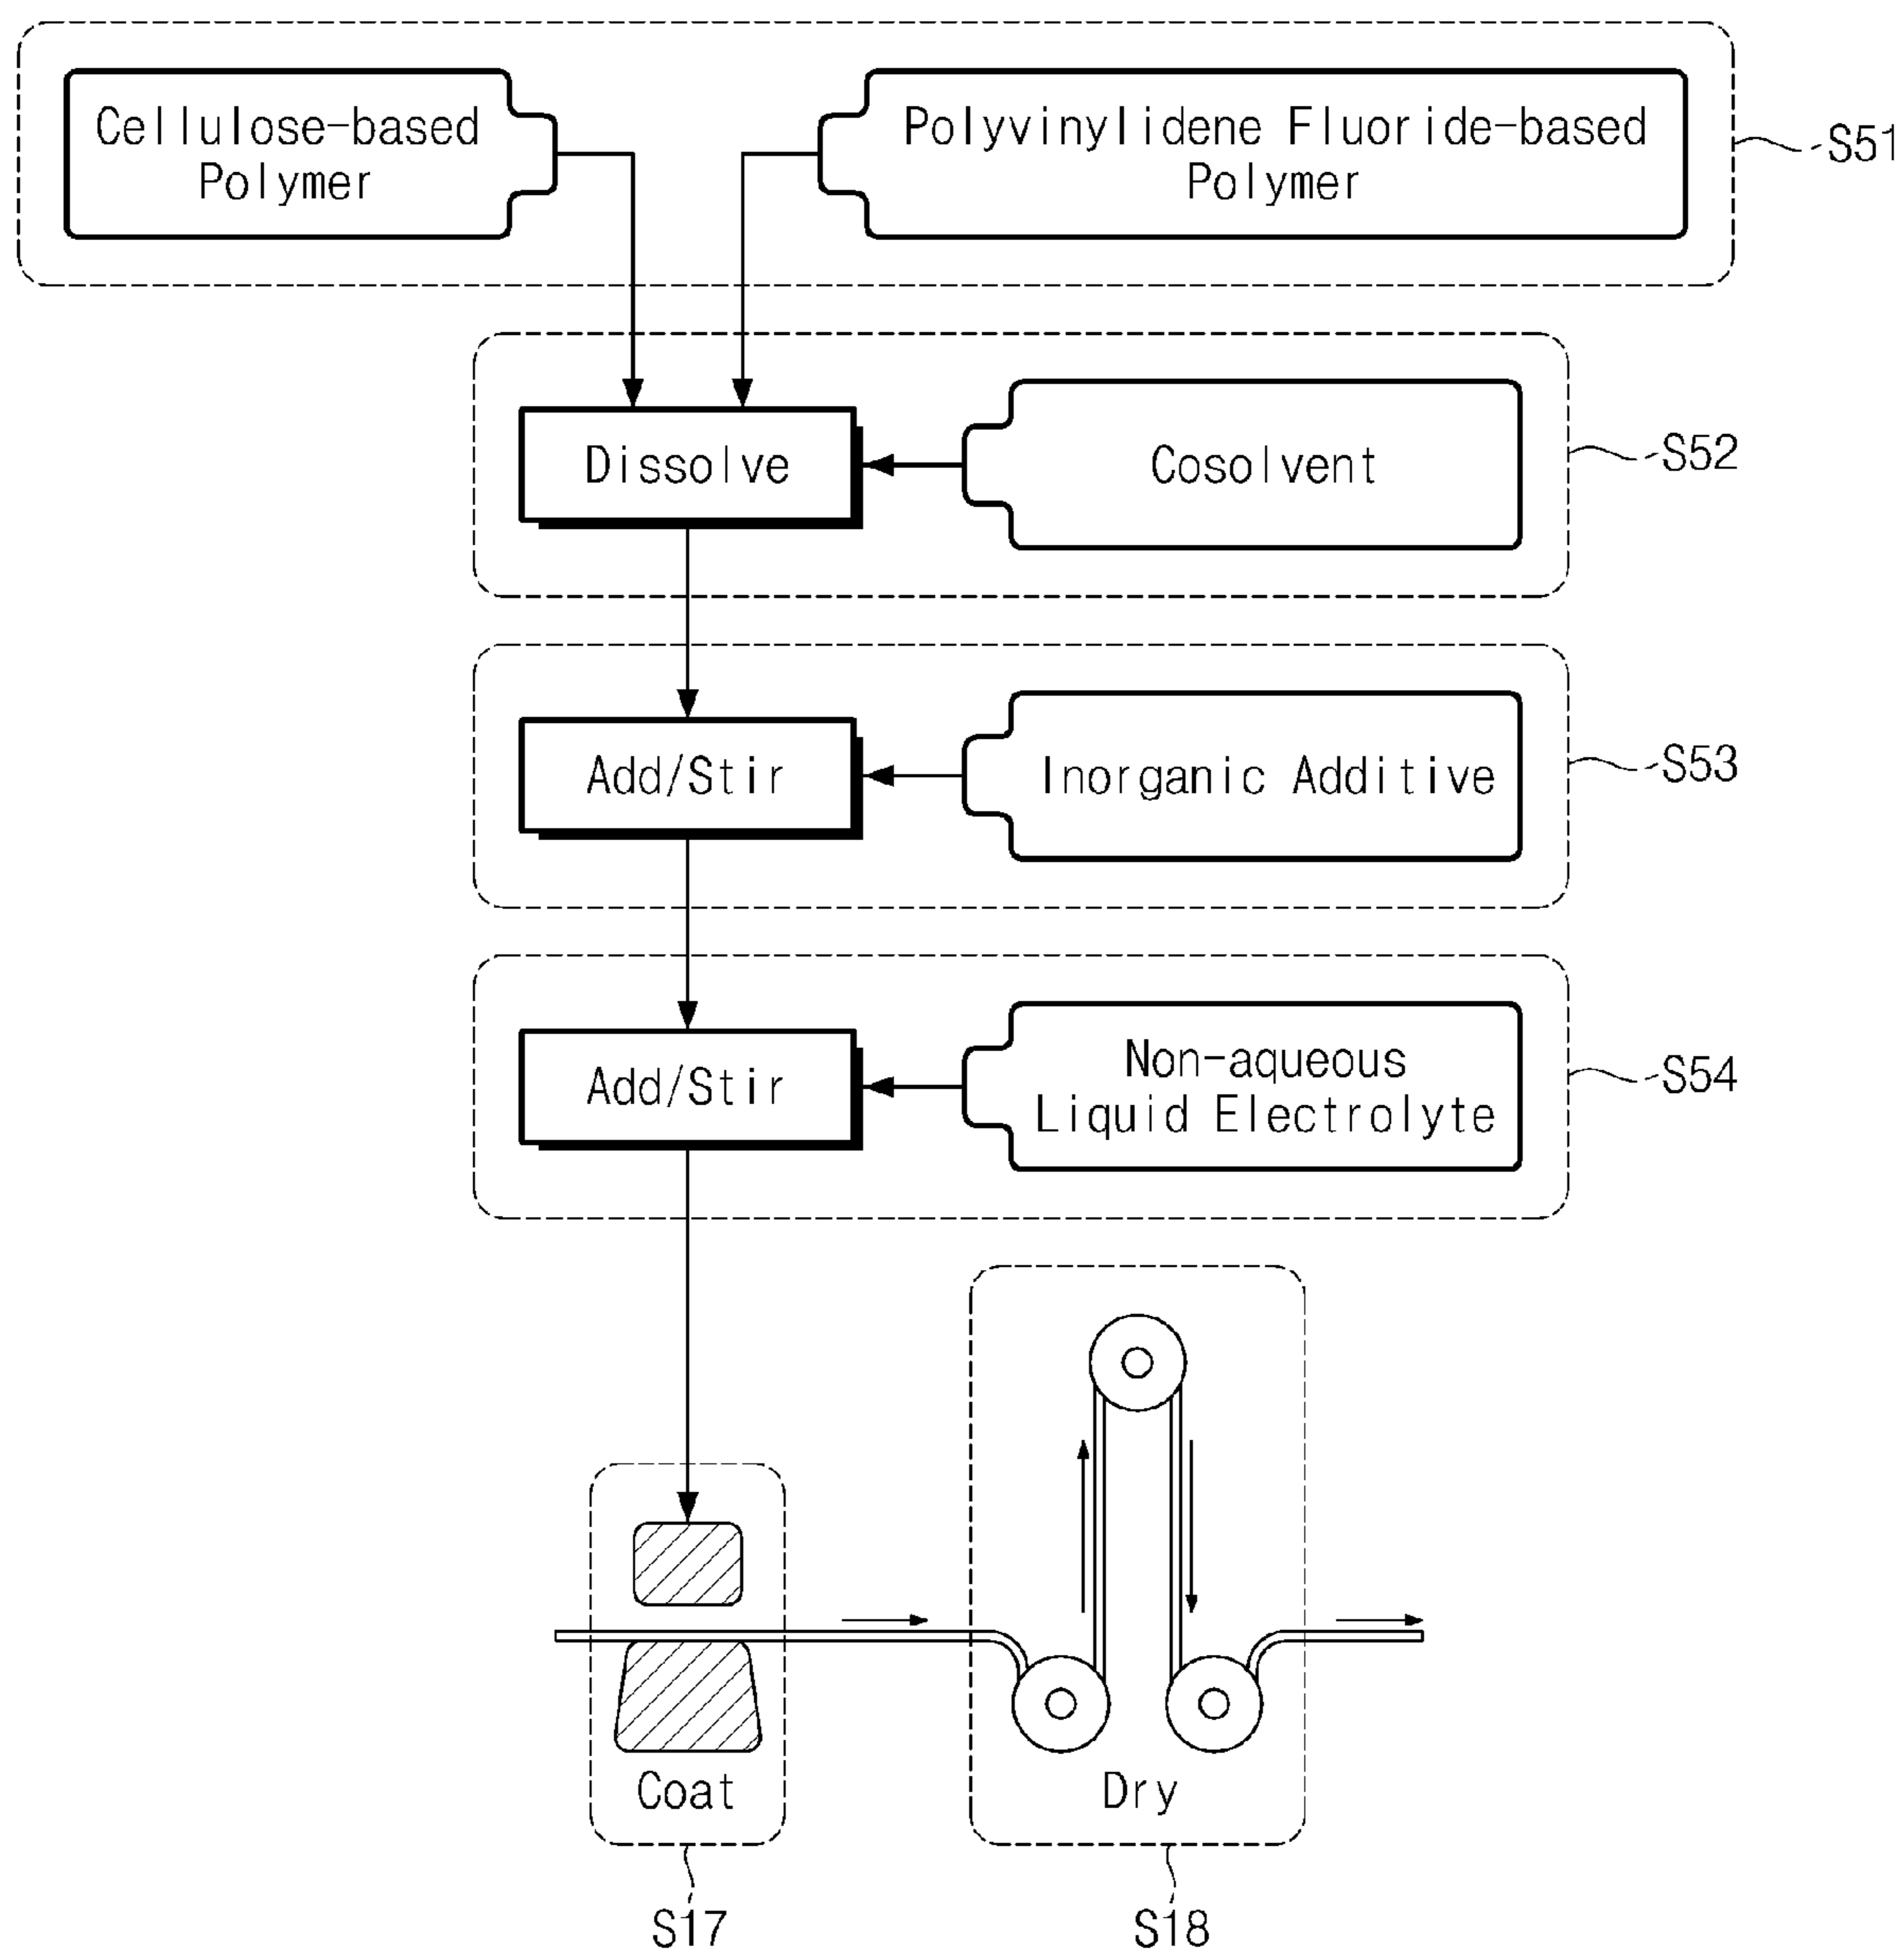 Cellulose-based
Polymer
Polyvinylidene Fluoride-based
Polymer
S51
Dissolve
Cosolvent
S52
Add/Stir
Inorganic Additive
S53
Add/Stir
Non-aqueous
Liquid Electrolyte
S54
Coat
Dry
S17
S18